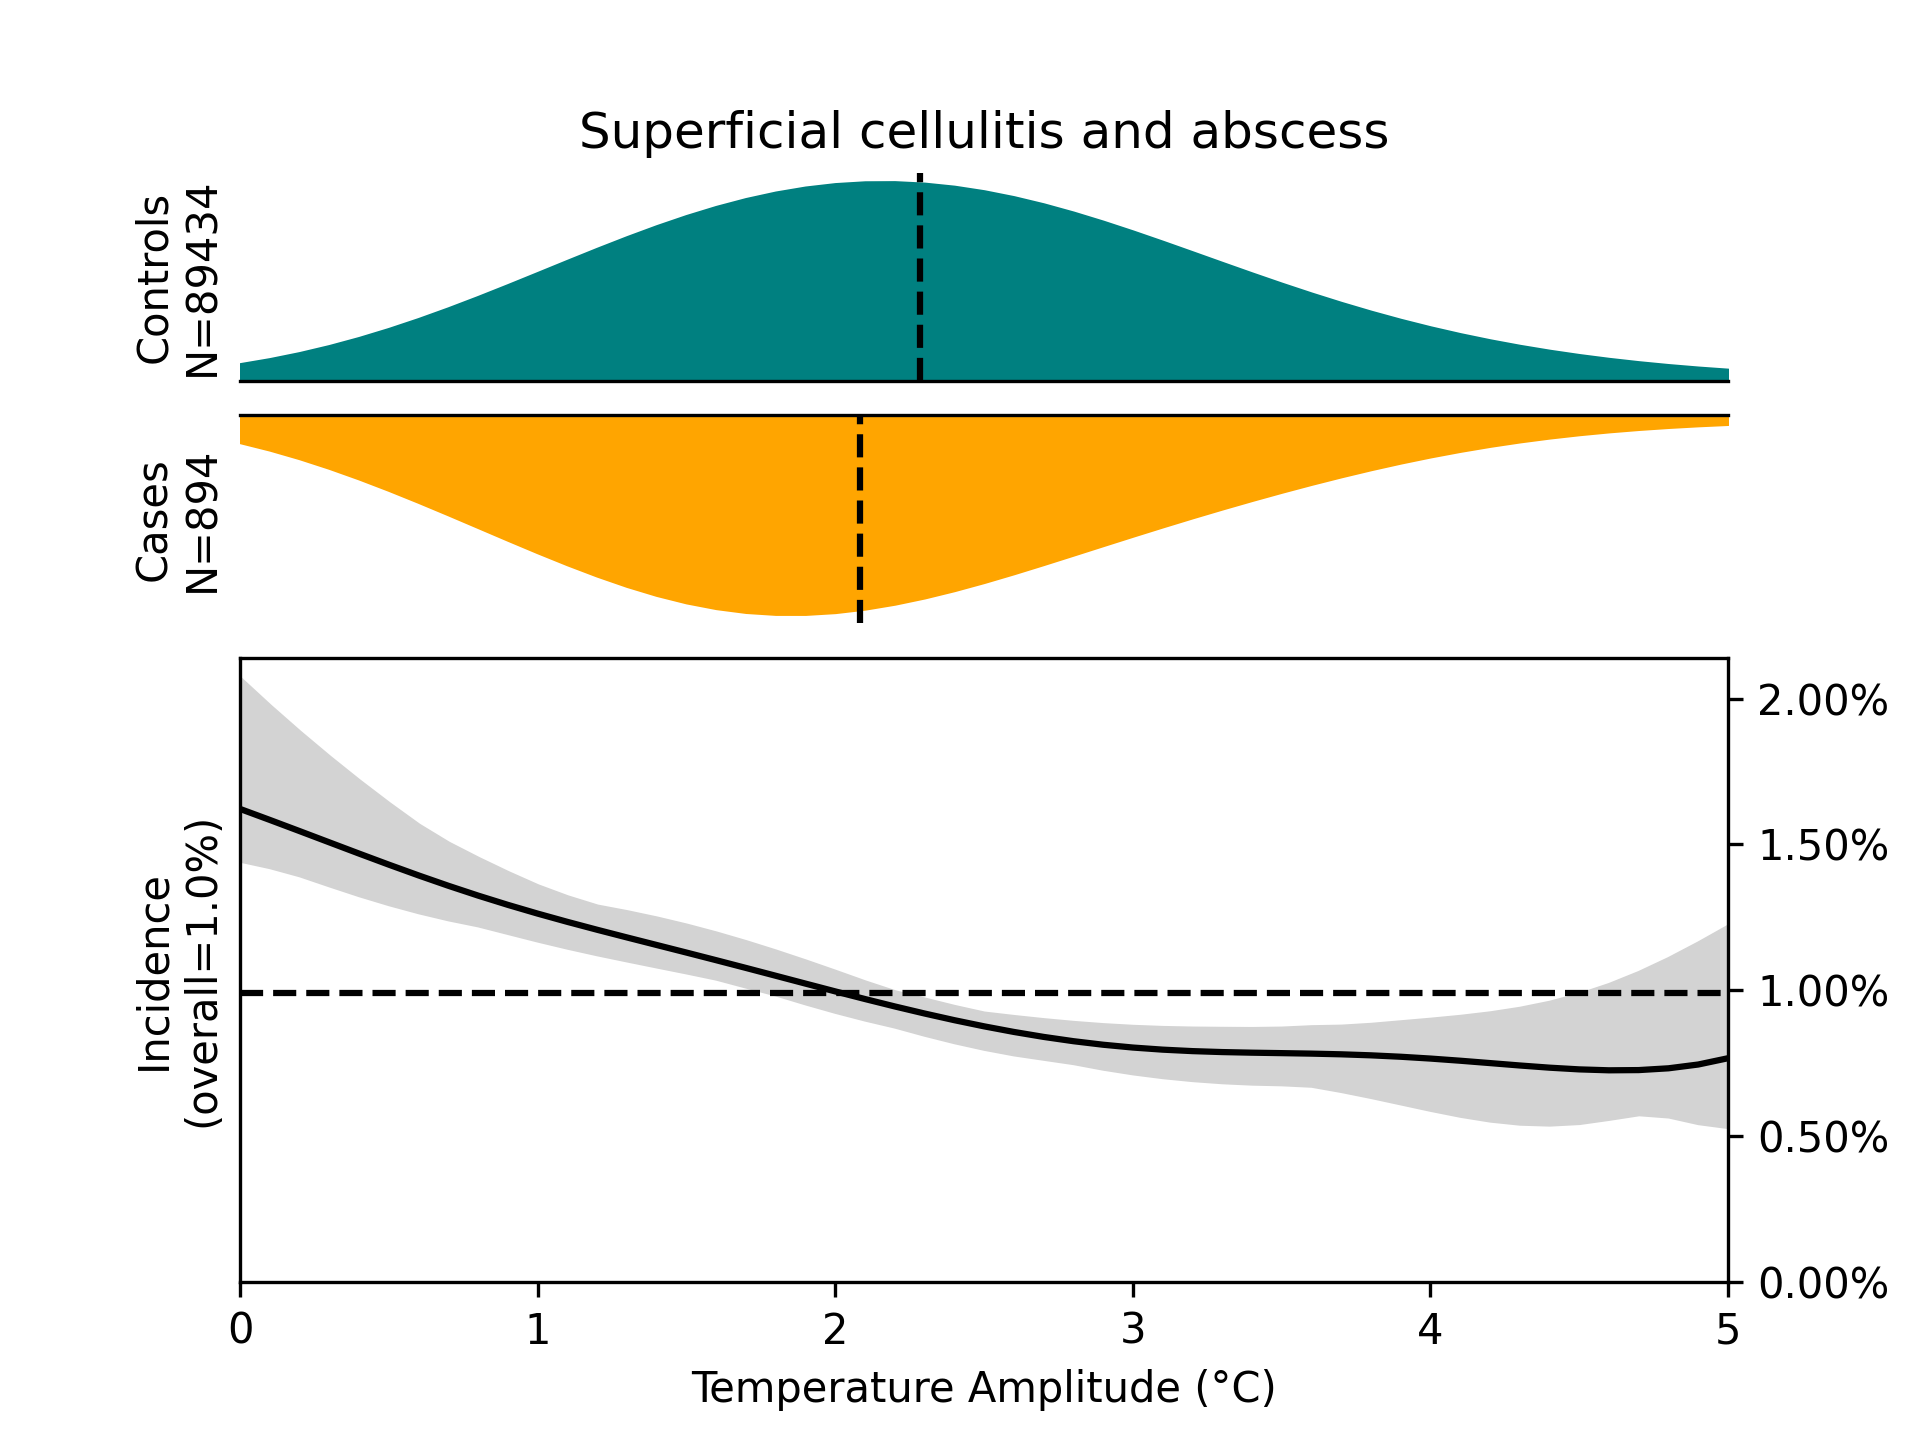 Superficial cellulitis and abscess
Controls
N=89434
Cases
N=894
Incidence
(overall=1.0%)
2.00%
1.50%
1.00%
0.50%
0.00%
0 1 2 3 4 5
Temperature Amplitude (°C)